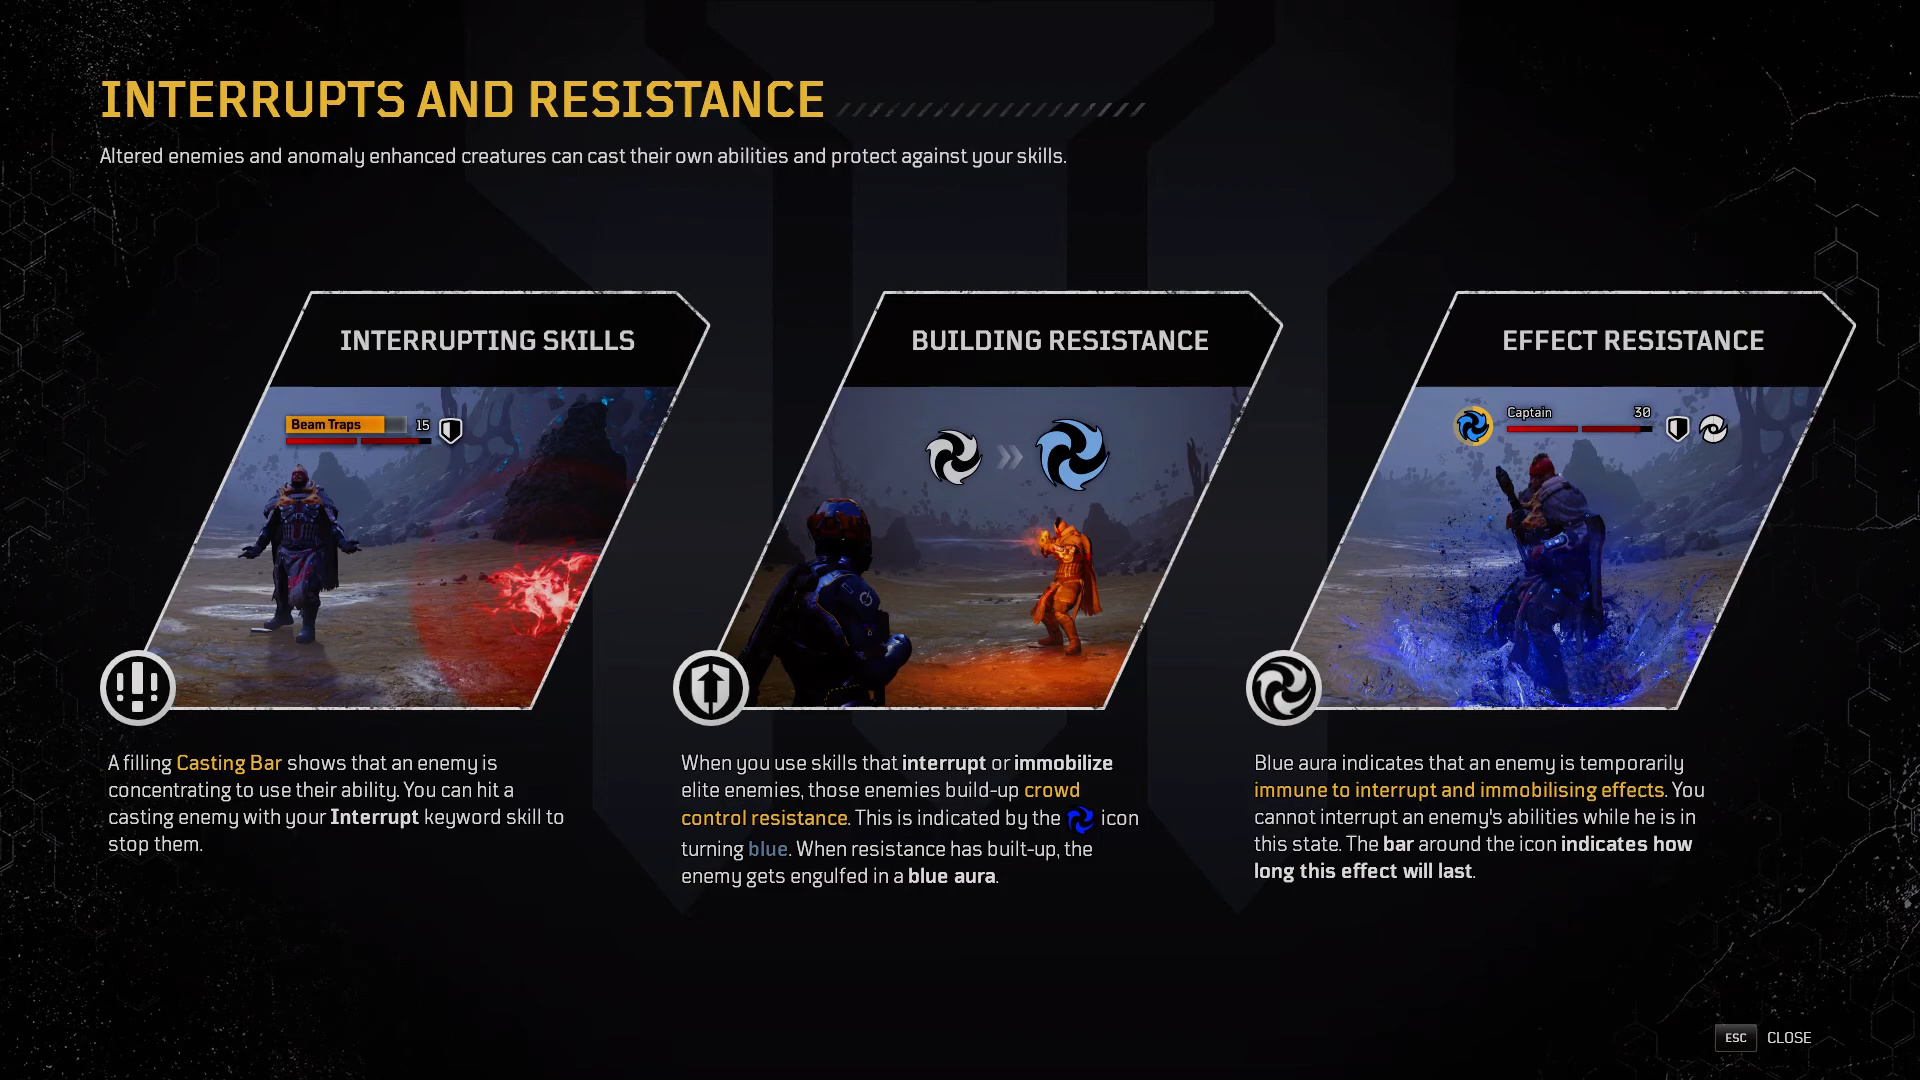 INTERRUPTS AND RESISTANCE
Altered enemies and anomaly enhanced creatures can cast their own abilities and protect against your skills.
INTERRUPTING SKILLS
Beam Traps 15
A filling Casting Bar shows that an enemy is
concentrating to use their ability. You can hit a
casting enemy with your Interrupt keyword skill to
stop them.
BUILDING RESISTANCE
When you use skills that interrupt or immobilize
elite enemies, those enemies build-up crowd
control resistance. This is indicated by the icon
turning blue. When resistance has built-up, the
enemy gets engulfed in a blue aura.
EFFECT RESISTANCE
Captain 30
Blue aura indicates that an enemy is temporarily
immune to interrupt and immobilising effects. You
cannot interrupt an enemy's abilities while he is in
this state. The bar around the icon indicates how
long this effect will last.
ESC CLOSE